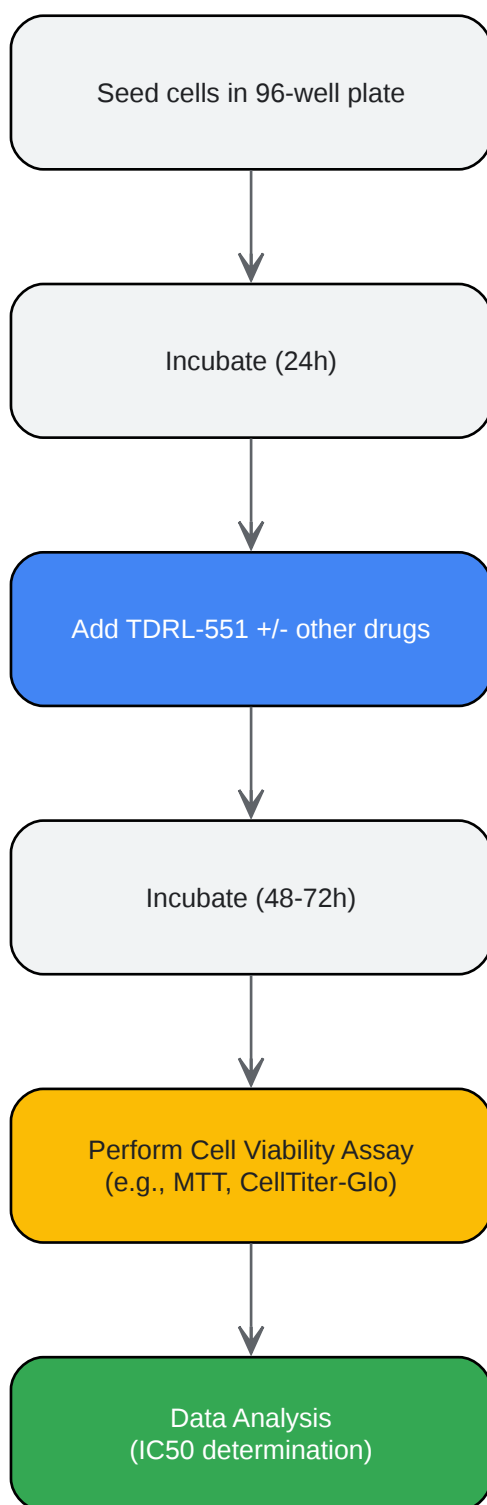 Seed cells in 96-well plate
Incubate (24h)
Add TDRL-551 +/- other drugs
Incubate (48-72h)
Perform Cell Viability Assay
(e.g., MTT, CellTiter-Glo)
Data Analysis
(IC50 determination)